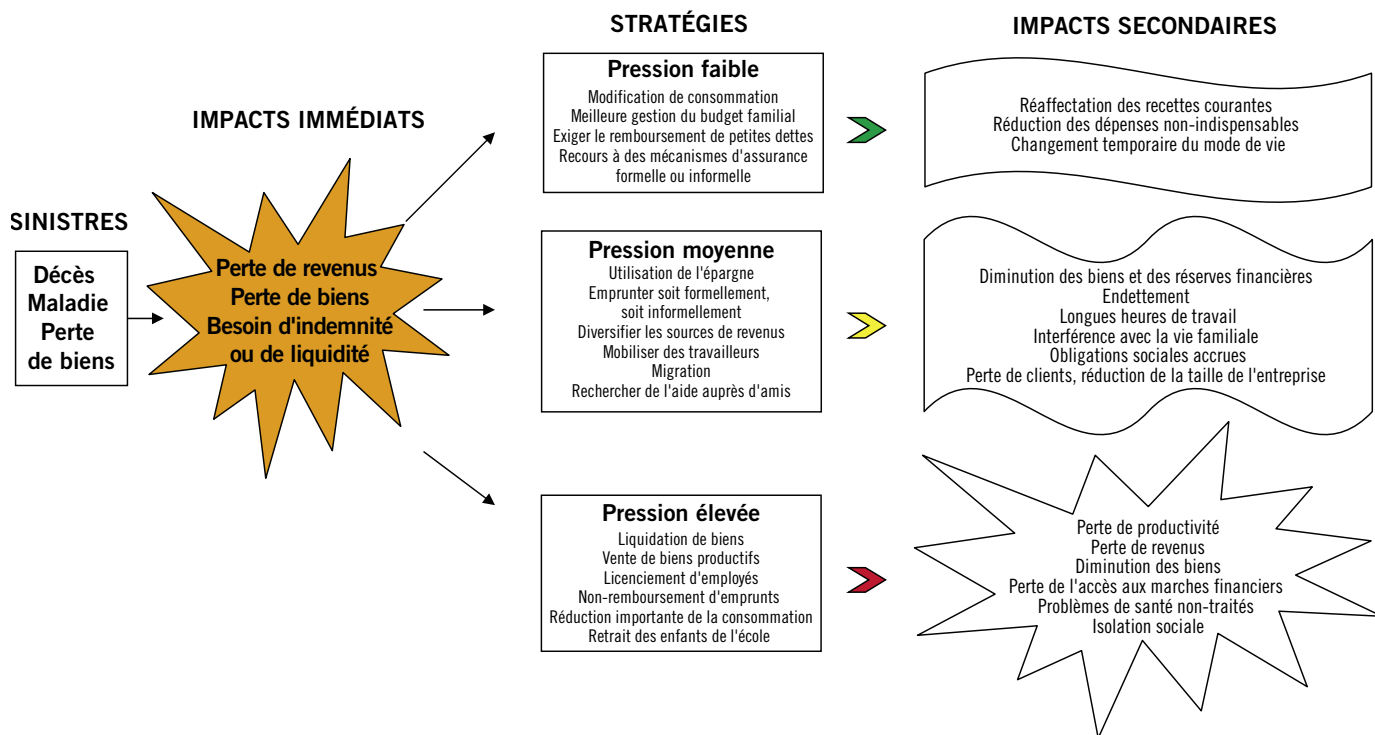 SINISTRES
Décès
Maladie
Perte
de biens
IMPACTS IMMÉDIATS
Perte de revenus
Perte de biens
Besoin d'indemnité
ou de liquidité
STRATÉGIES
Pression faible
Modification de consommation
Meilleure gestion du budget familial
Exiger le remboursement de petites dettes
Recours à des mécanismes d'assurance
formelle ou informelle
Pression moyenne
Utilisation de l'épargne
Emprunter soit formellement,
soit informellement
Diversifier les sources de revenus
Mobiliser des travailleurs
Migration
Rechercher de l'aide auprès d'amis
Pression élevée
Liquidation de biens
Vente de biens productifs
Licenciement d'employés
Non-remboursement d'emprunts
Réduction importante de la consommation
Retrait des enfants de l'école
IMPACTS SECONDAIRES
Réaffectation des recettes courantes
Réduction des dépenses non-indispensables
Changement temporaire du mode de vie
Diminution des biens et des réserves financières
Endettement
Longues heures de travail
Interférence avec la vie familiale
Obligations sociales accrues
Perte de clients, réduction de la taille de l'entreprise
Perte de productivité
Perte de revenus
Diminution des biens
Perte de l'accès aux marches financiers
Problèmes de santé non-traités
Isolation sociale